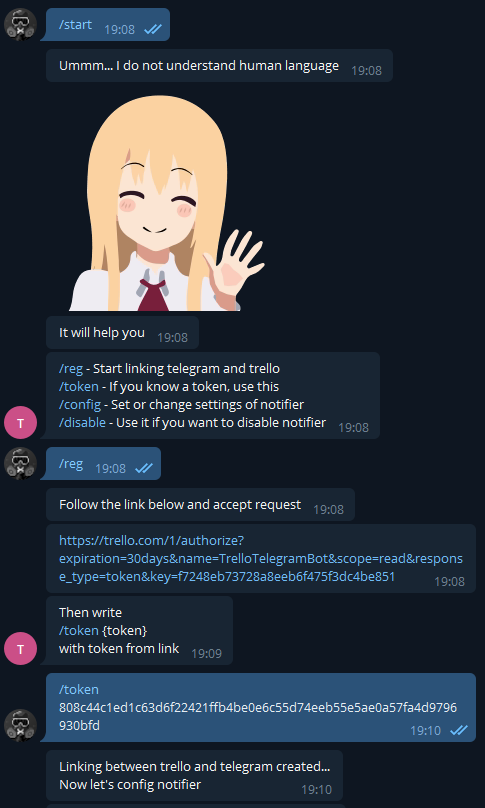 /start 19:08
Ummm... I do not understand human language 19:08
It will help you 19:08
/reg - Start linking telegram and trello
/token - If you know a token, use this
/config - Set or change settings of notifier
/disable - Use it if you want to disable notifier 19:08
T
/reg 19:08
Follow the link below and accept request 19:08
https://trello.com/1/authorize?
expiration=30days&name=TrelloTelegramBot&scope=read&respons
e_type=token&key=f7248eb73728a8eeb6f475f3dc4be851 19:08
Then write
/token {token}
with token from link 19:09
T
/token
808c44c1ed1c63d6f22421ffb4be0e6c55d74eeb55e5ae0a57fa4d9796
930bfd 19:10
Linking between trello and telegram created...
Now let's config notifier 19:10